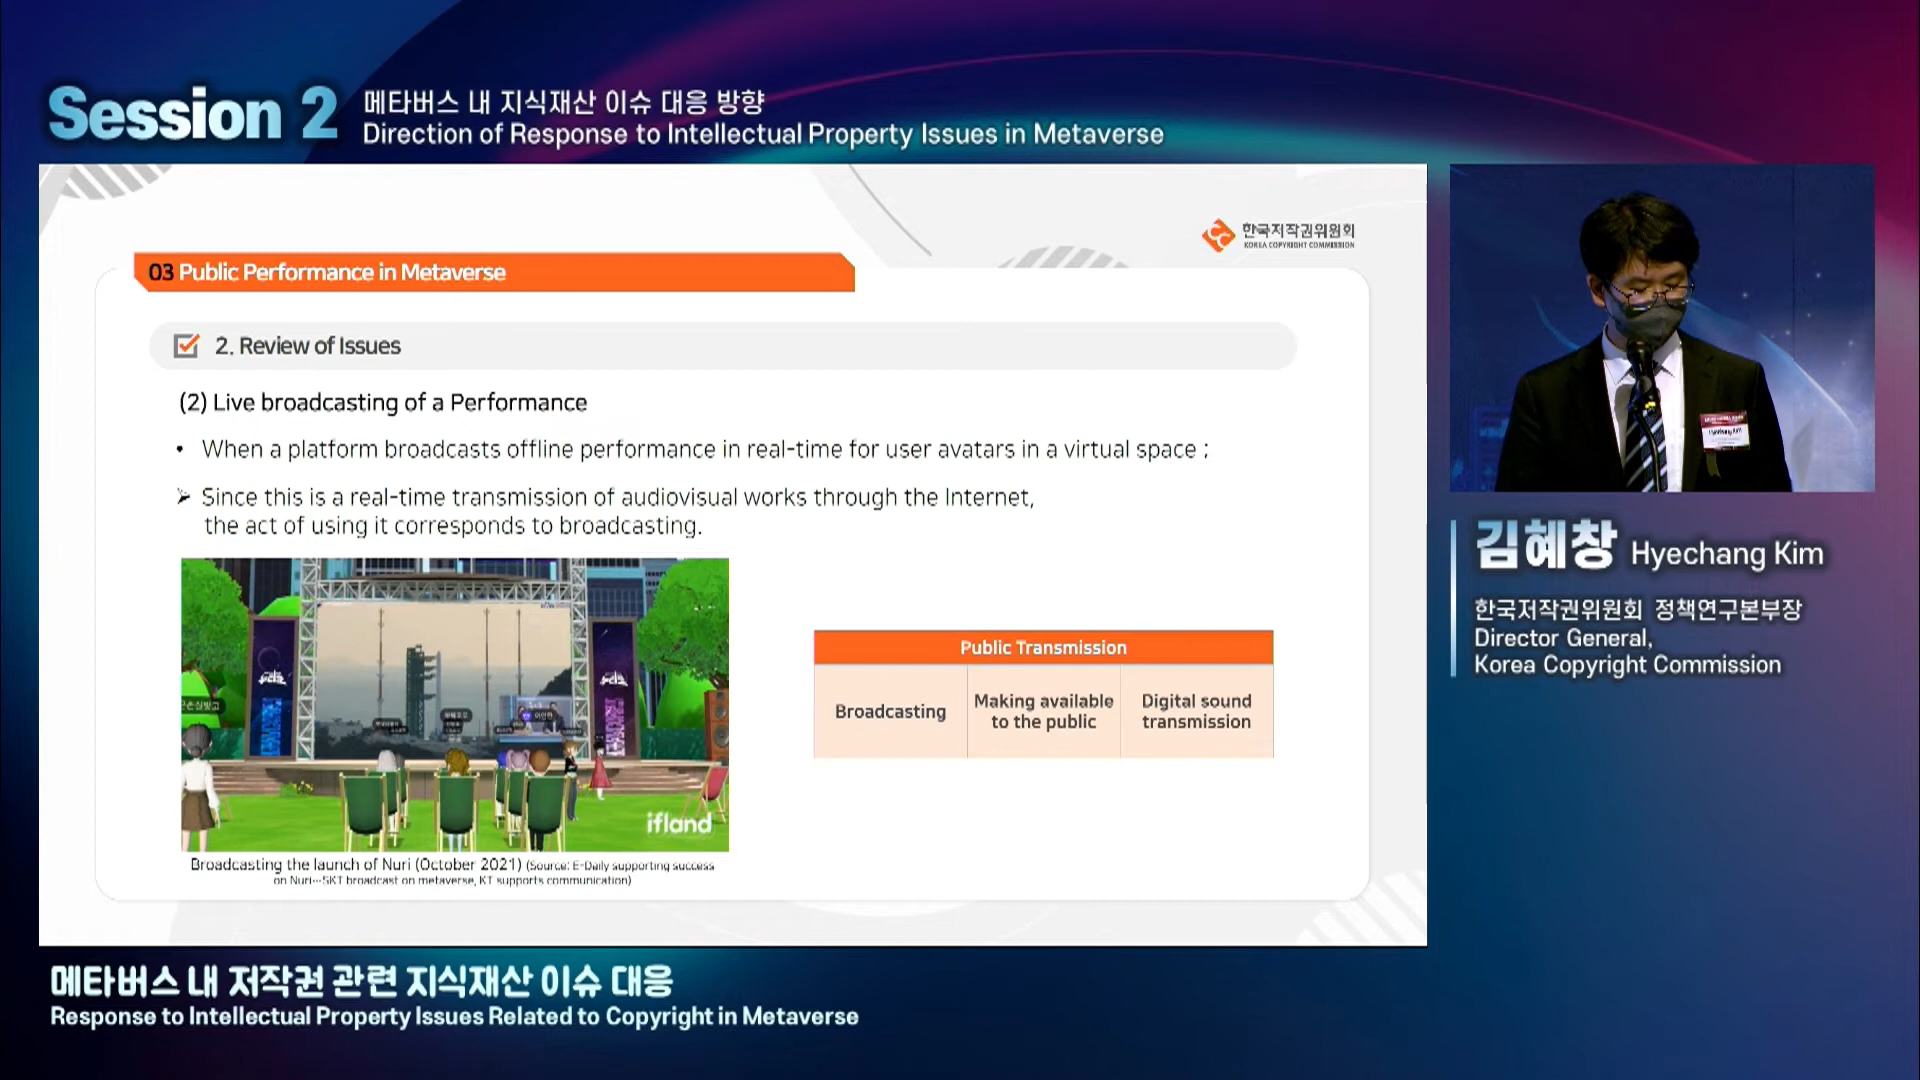 Session 2
메타버스 내 지식재산 이슈 대응 방향
Direction of Response to Intellectual Property Issues in Metaverse
한국저작권위원회
KOREA COPYRIGHT COMMISSION
03 Public Performance in Metaverse
2. Review of Issues
(2) Live broadcasting of a Performance
• When a platform broadcasts offline performance in real-time for user avatars in a virtual space ;
➢ Since this is a real-time transmission of audiovisual works through the Internet,
the act of using it corresponds to broadcasting.
ifland
Broadcasting the launch of Nuri (October 2021) (Source: E-Daily supporting success
on Nuri···SKT broadcast on metaverse, KT supports communication)
Public Transmission
Broadcasting
Making available
to the public
Digital sound
transmission
김혜창 Hyechang Kim
한국저작권위원회 정책연구본부장
Director General,
Korea Copyright Commission
메타버스 내 저작권 관련 지식재산 이슈 대응
Response to Intellectual Property Issues Related to Copyright in Metaverse